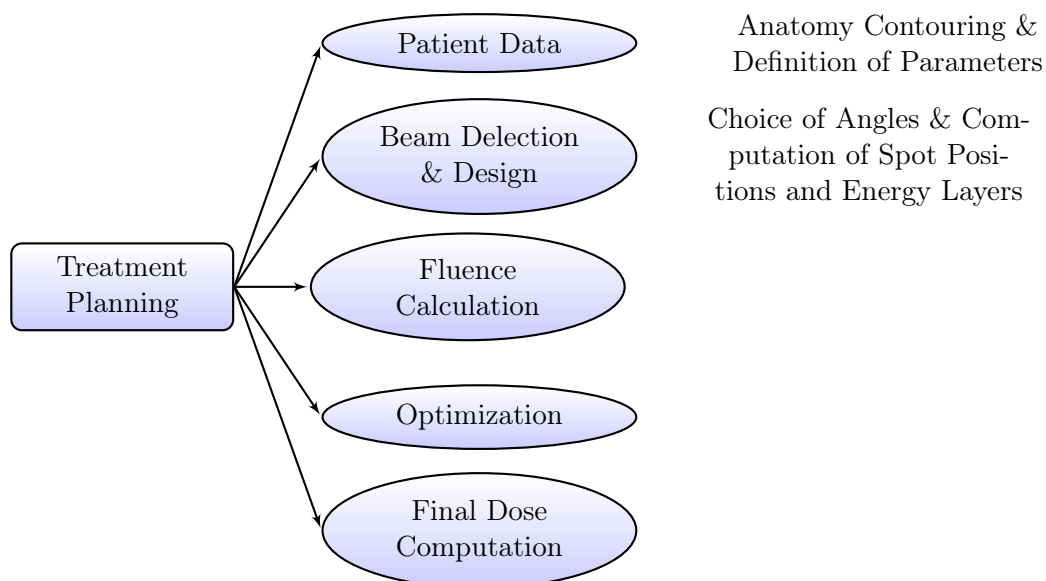 Patient Data
Anatomy Contouring &
Definition of Parameters
Beam Delection
& Design
Choice of Angles & Com-
putation of Spot Posi-
tions and Energy Layers
Treatment
Planning
Fluence
Calculation
Optimization
Final Dose
Computation